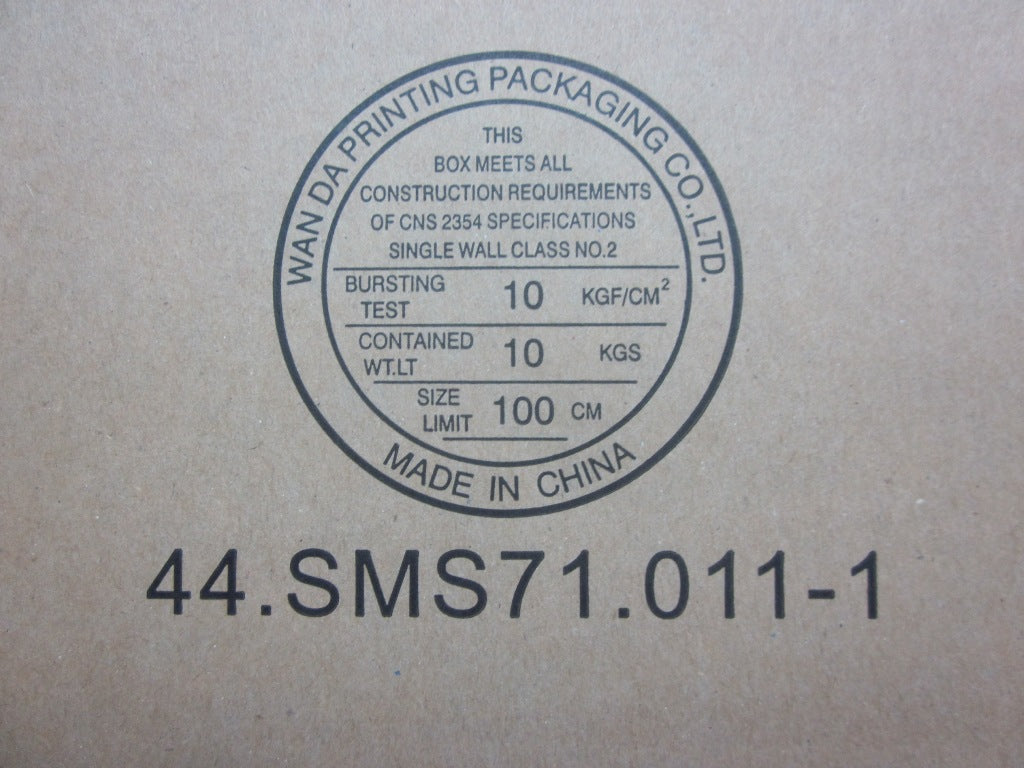 WAN DA PRINTING PACKAGING CO.,LTD.
THIS
BOX MEETS ALL
CONSTRUCTION REQUIREMENTS
OF CNS 2354 SPECIFICATIONS
SINGLE WALL CLASS NO.2
BURSTING TEST 10 KGF/CM²
CONTAINED WT.LT 10 KGS
SIZE LIMIT 100 CM
MADE IN CHINA
44.SMS71.011-1